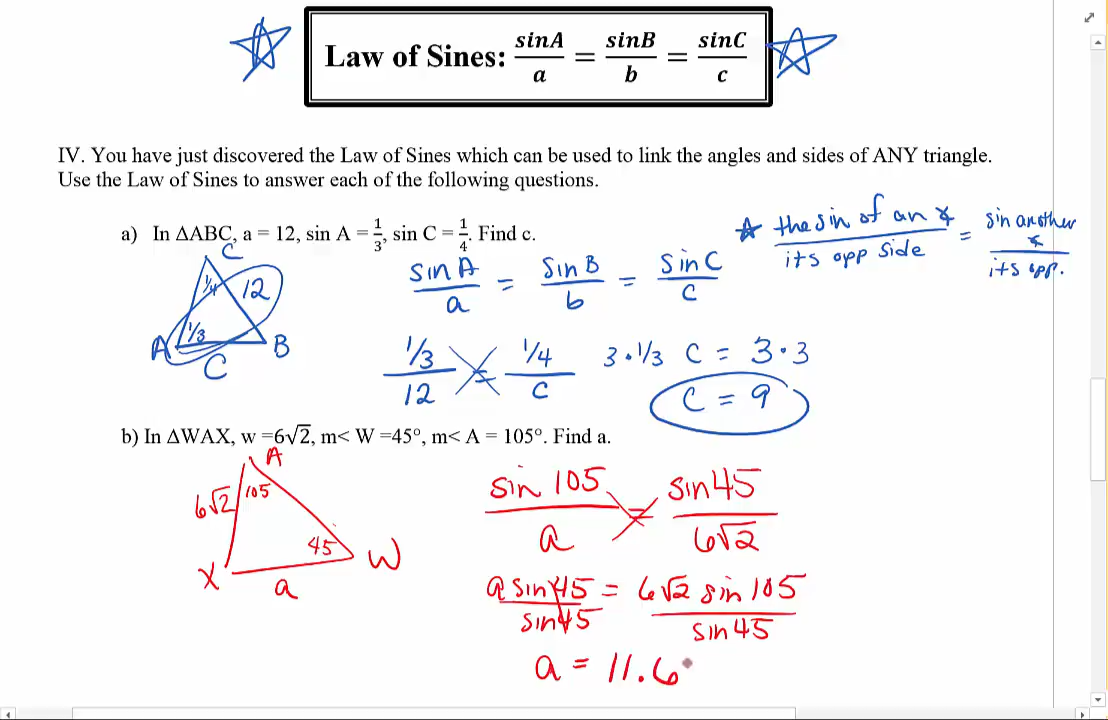 Law of Sines: sinA/a = sinB/b = sinC/c
IV. You have just discovered the Law of Sines which can be used to link the angles and sides of ANY triangle.
Use the Law of Sines to answer each of the following questions.
a) In ΔABC, a = 12, sin A = 1/3, sin C = 1/4. Find c.
the sin of an ∢ / its opp side = sin another ∢ / its opp.
C
1/4 12
1/3
A B
C
sin A / a = sin B / b = sin C / c
1/3 / 12 = 1/4 / c
3 · 1/3 C = 3 · 3
C = 9
b) In ΔWAX, w =6√2, m< W =45°, m< A = 105°. Find a.
A
6√2 105
45
X W
a
sin 105 / a = sin 45 / 6√2
a sin 45 / sin 45 = 6√2 sin 105 / sin 45
a = 11.6